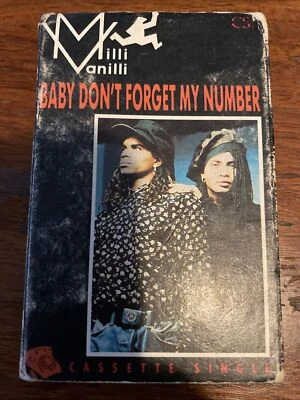 Milli
Vanilli
CS
BABY DON'T FORGET MY NUMBER
CASSETTE SINGLE